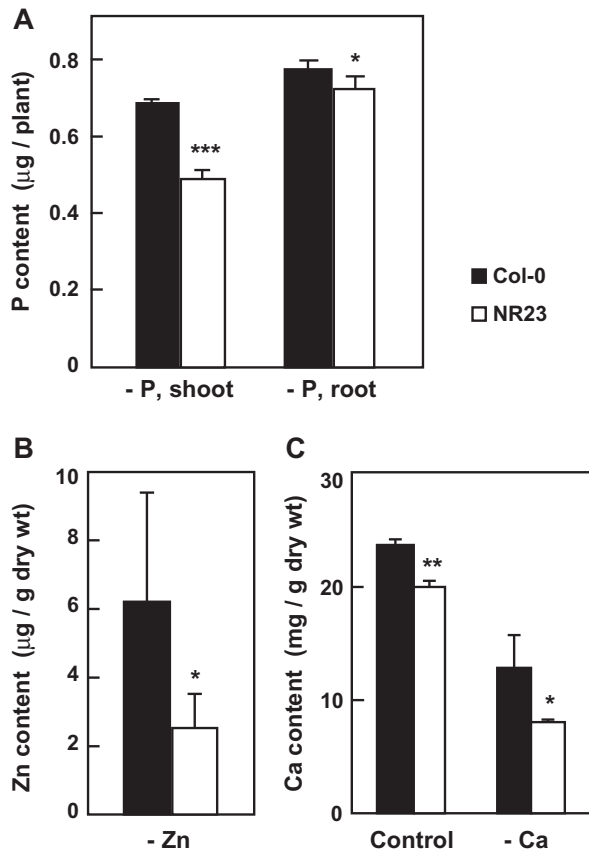 A
P content (μg / plant)
0.8
0.6
0.4
0.2
0
***
*
- P, shoot
- P, root
Col-0
NR23
B
Zn content (μg / g dry wt)
10
8
6
4
2
0
*
- Zn
C
Ca content (mg / g dry wt)
30
20
10
0
**
*
Control
- Ca